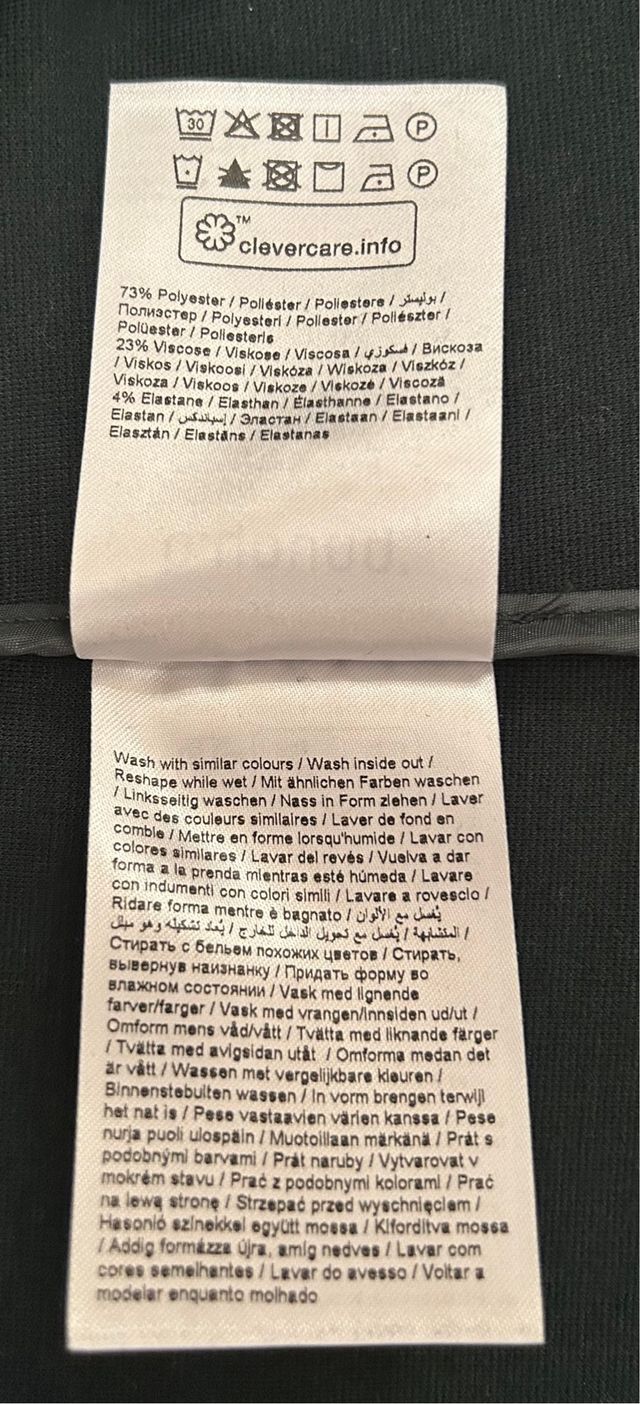 30 P
P
™
clevercare.info
73% Polyester / Poliéster / Poliestere / بوليستر /
Полиэстер / Polyesteri / Poliester / Poliészter /
Polüester / Poliesteris
23% Viscose / Viskose / Viscosa / فسكوزي / Вискоза
/ Viskos / Viskoosi / Viskóza / Wiskoza / Viszkóz /
Viskoza / Viskoos / Viskoze / Viskozė / Viscoză
4% Elastane / Elasthan / Élasthanne / Elastano /
Elastan / إسباندكس / Эластан / Elastaan / Elastaani /
Elasztán / Elastāns / Elastanas
Wash with similar colours / Wash inside out /
Reshape while wet / Mit ähnlichen Farben waschen
/ Linksseitig waschen / Nass in Form ziehen / Laver
avec des couleurs similaires / Laver de fond en
comble / Mettre en forme lorsqu'humide / Lavar con
colores similares / Lavar del revés / Vuelva a dar
forma a la prenda mientras esté húmeda / Lavare
con indumenti con colori simili / Lavare a rovescio /
Ridare forma mentre è bagnato / يُغسل مع الألوان
المتشابهة / يُغسل مع تحويل الداخل للخارج / يُعاد تشكيله وهو مبتل /
Стирать с бельем похожих цветов / Стирать,
вывернув наизнанку / Придать форму во
влажном состоянии / Vask med lignende
farver/farger / Vask med vrangen/innsiden ud/ut /
Omform mens våd/vått / Tvätta med liknande färger
/ Tvätta med avigsidan utåt / Omforma medan det
är vått / Wassen met vergelijkbare kleuren /
Binnenstebuiten wassen / In vorm brengen terwijl
het nat is / Pese vastaavien värien kanssa / Pese
nurja puoli ulospäin / Muotoillaan märkänä / Prát s
podobnými barvami / Prát naruby / Vytvarovat v
mokrém stavu / Prać z podobnymi kolorami / Prać
na lewą stronę / Strzepać przed wyschnięciem /
Hasonló színekkel együtt mossa / Kifordítva mossa
/ Addig formázza újra, amíg nedves / Lavar com
cores semelhantes / Lavar do avesso / Voltar a
modelar enquanto molhado